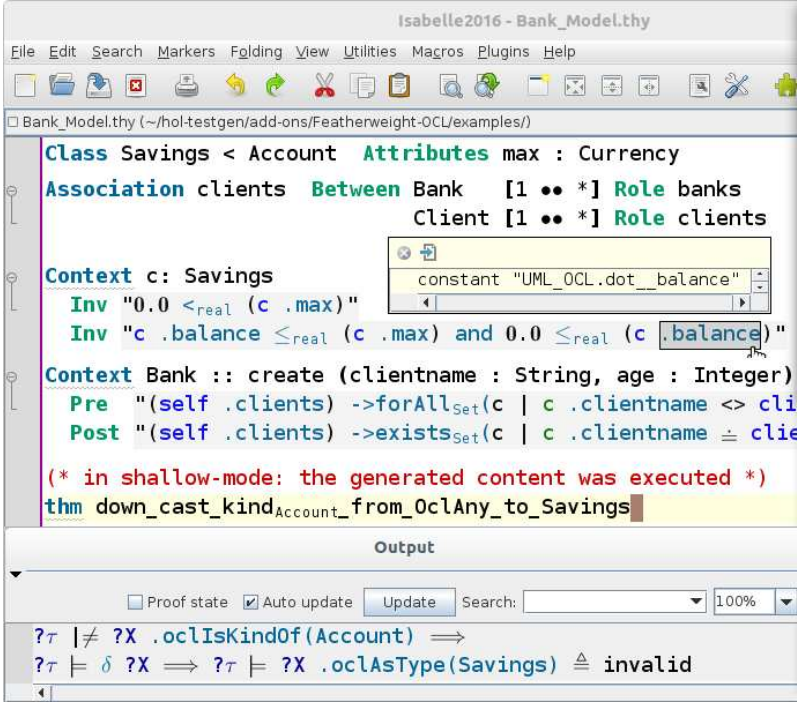 Isabelle2016 - Bank_Model.thy
File Edit Search Markers Folding View Utilities Macros Plugins Help
Bank_Model.thy (~/hol-testgen/add-ons/Featherweight-OCL/examples/)
Class Savings < Account Attributes max : Currency
Association clients Between Bank [1 •• *] Role banks
Client [1 •• *] Role clients
constant "UML_OCL.dot__balance"
Context c: Savings
Inv "0.0 <real (c .max)"
Inv "c .balance ≤real (c .max) and 0.0 ≤real (c .balance)"
Context Bank :: create (clientname : String, age : Integer)
Pre "(self .clients) ->forAllSet(c | c .clientname <> cli
Post "(self .clients) ->existsSet(c | c .clientname ≐ clie
(* in shallow-mode: the generated content was executed *)
thm down_cast_kindAccount_from_OclAny_to_Savings
Output
Proof state Auto update Update Search: 100%
?τ |≠ ?X .oclIsKindOf(Account) ⟹
?τ ⊨ δ ?X ⟹ ?τ ⊨ ?X .oclAsType(Savings) ≜ invalid